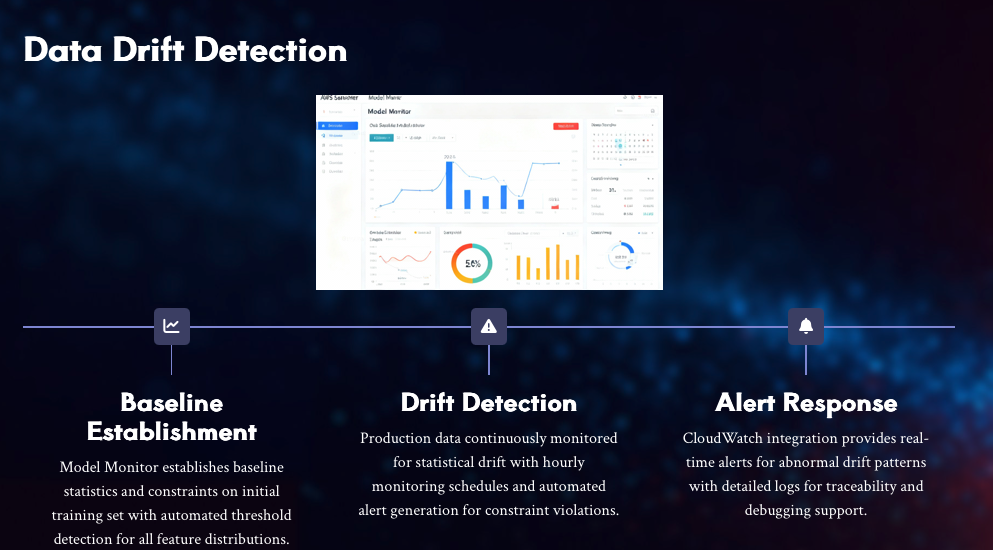 Data Drift Detection
Model Monitor
Baseline
Establishment
Model Monitor establishes baseline
statistics and constraints on initial
training set with automated threshold
detection for all feature distributions.
Drift Detection
Production data continuously monitored
for statistical drift with hourly
monitoring schedules and automated
alert generation for constraint violations.
Alert Response
CloudWatch integration provides real-
time alerts for abnormal drift patterns
with detailed logs for traceability and
debugging support.